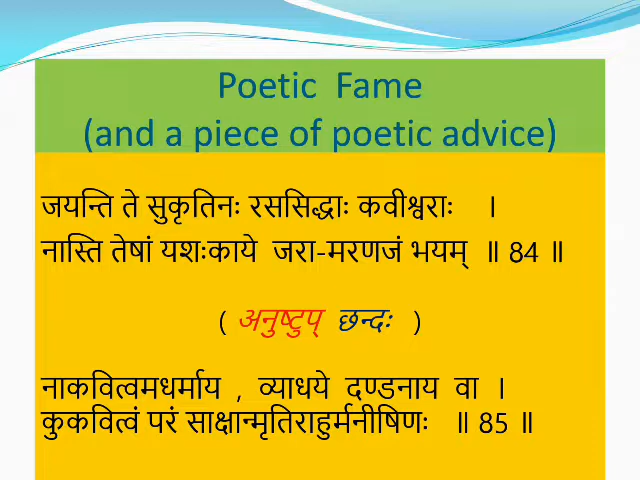 Poetic Fame
(and a piece of poetic advice)
जयन्ति ते सुकृतिनः रससिद्धाः कवीश्वराः ।
नास्ति तेषां यशःकाये जरा-मरणजं भयम् ॥ 84 ॥
( अनुष्टुप् छन्दः )
नाकवित्वमधर्माय , व्याधये दण्डनाय वा ।
कुकवित्वं परं साक्षान्मृतिराहुर्मनीषिणः ॥ 85 ॥